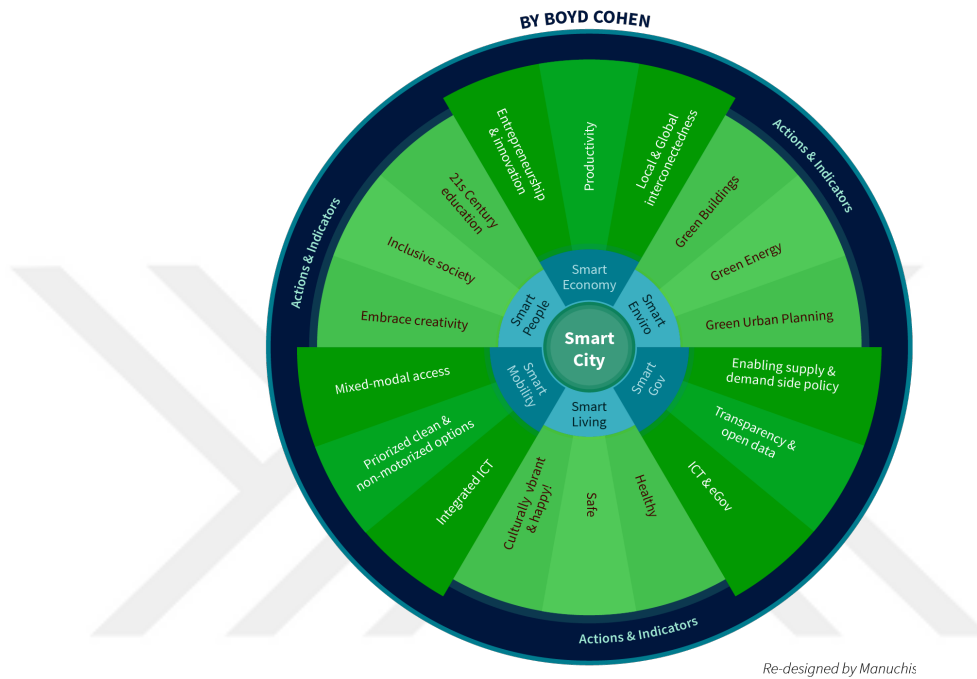 BY BOYD COHEN
Actions & Indicators
Actions & Indicators
Actions & Indicators
Smart
City
Smart
Economy
Entrepreneurship
& innovation
Productivity
Local & Global
interconectedness
Smart
Enviro
Green Buildings
Green Energy
Green Urban Planning
Smart
Gov
Enabling supply &
demand side policy
Transparency &
open data
ICT & eGov
Smart
Living
Healthy
Safe
Culturally vibrant
& happy!
Smart
Mobility
Integrated ICT
Priorized clean &
non-motorized options
Mixed-modal access
Smart
People
Embrace creativity
Inclusive society
21s Century
education
Re-designed by Manuchis